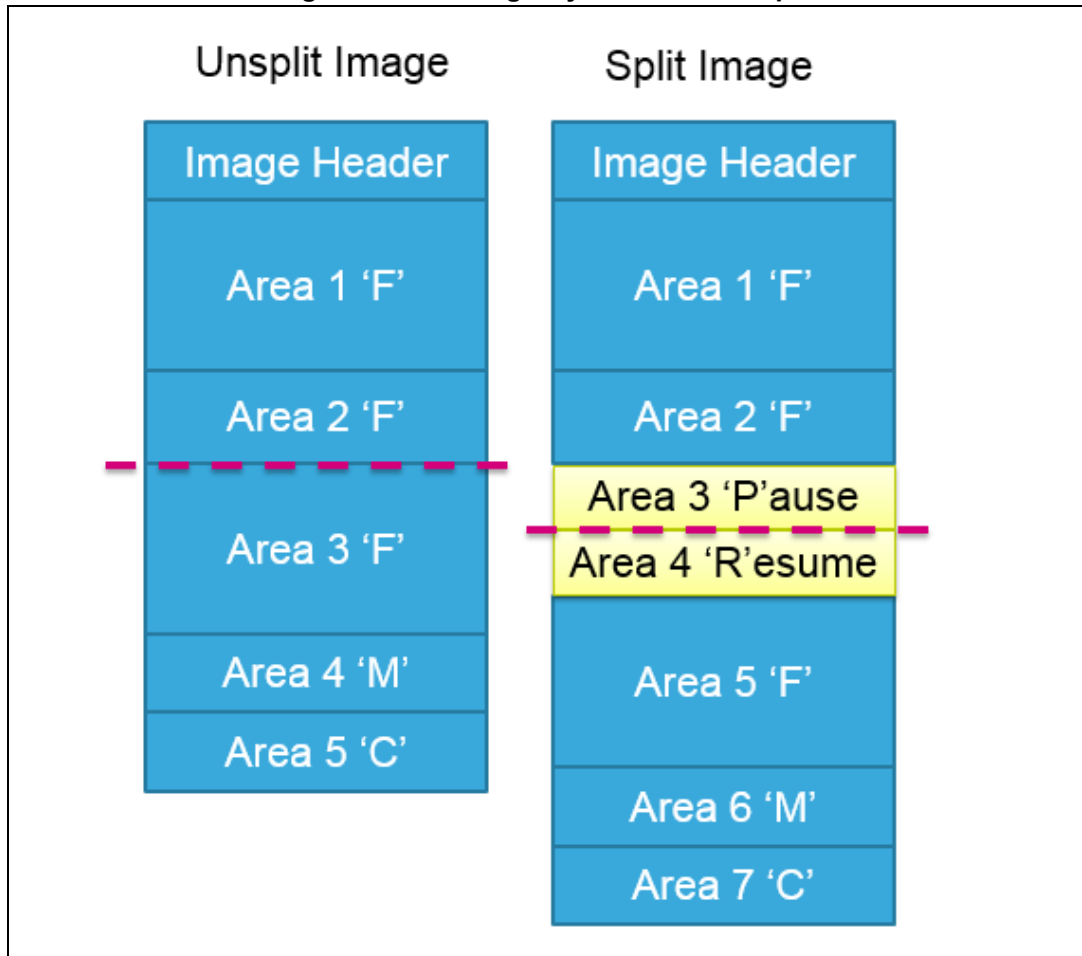 Unsplit Image
Image Header
Area 1 ‘F’
Area 2 ‘F’
Area 3 ‘F’
Area 4 ‘M’
Area 5 ‘C’
Split Image
Image Header
Area 1 ‘F’
Area 2 ‘F’
Area 3 ‘P’ause
Area 4 ‘R’esume
Area 5 ‘F’
Area 6 ‘M’
Area 7 ‘C’